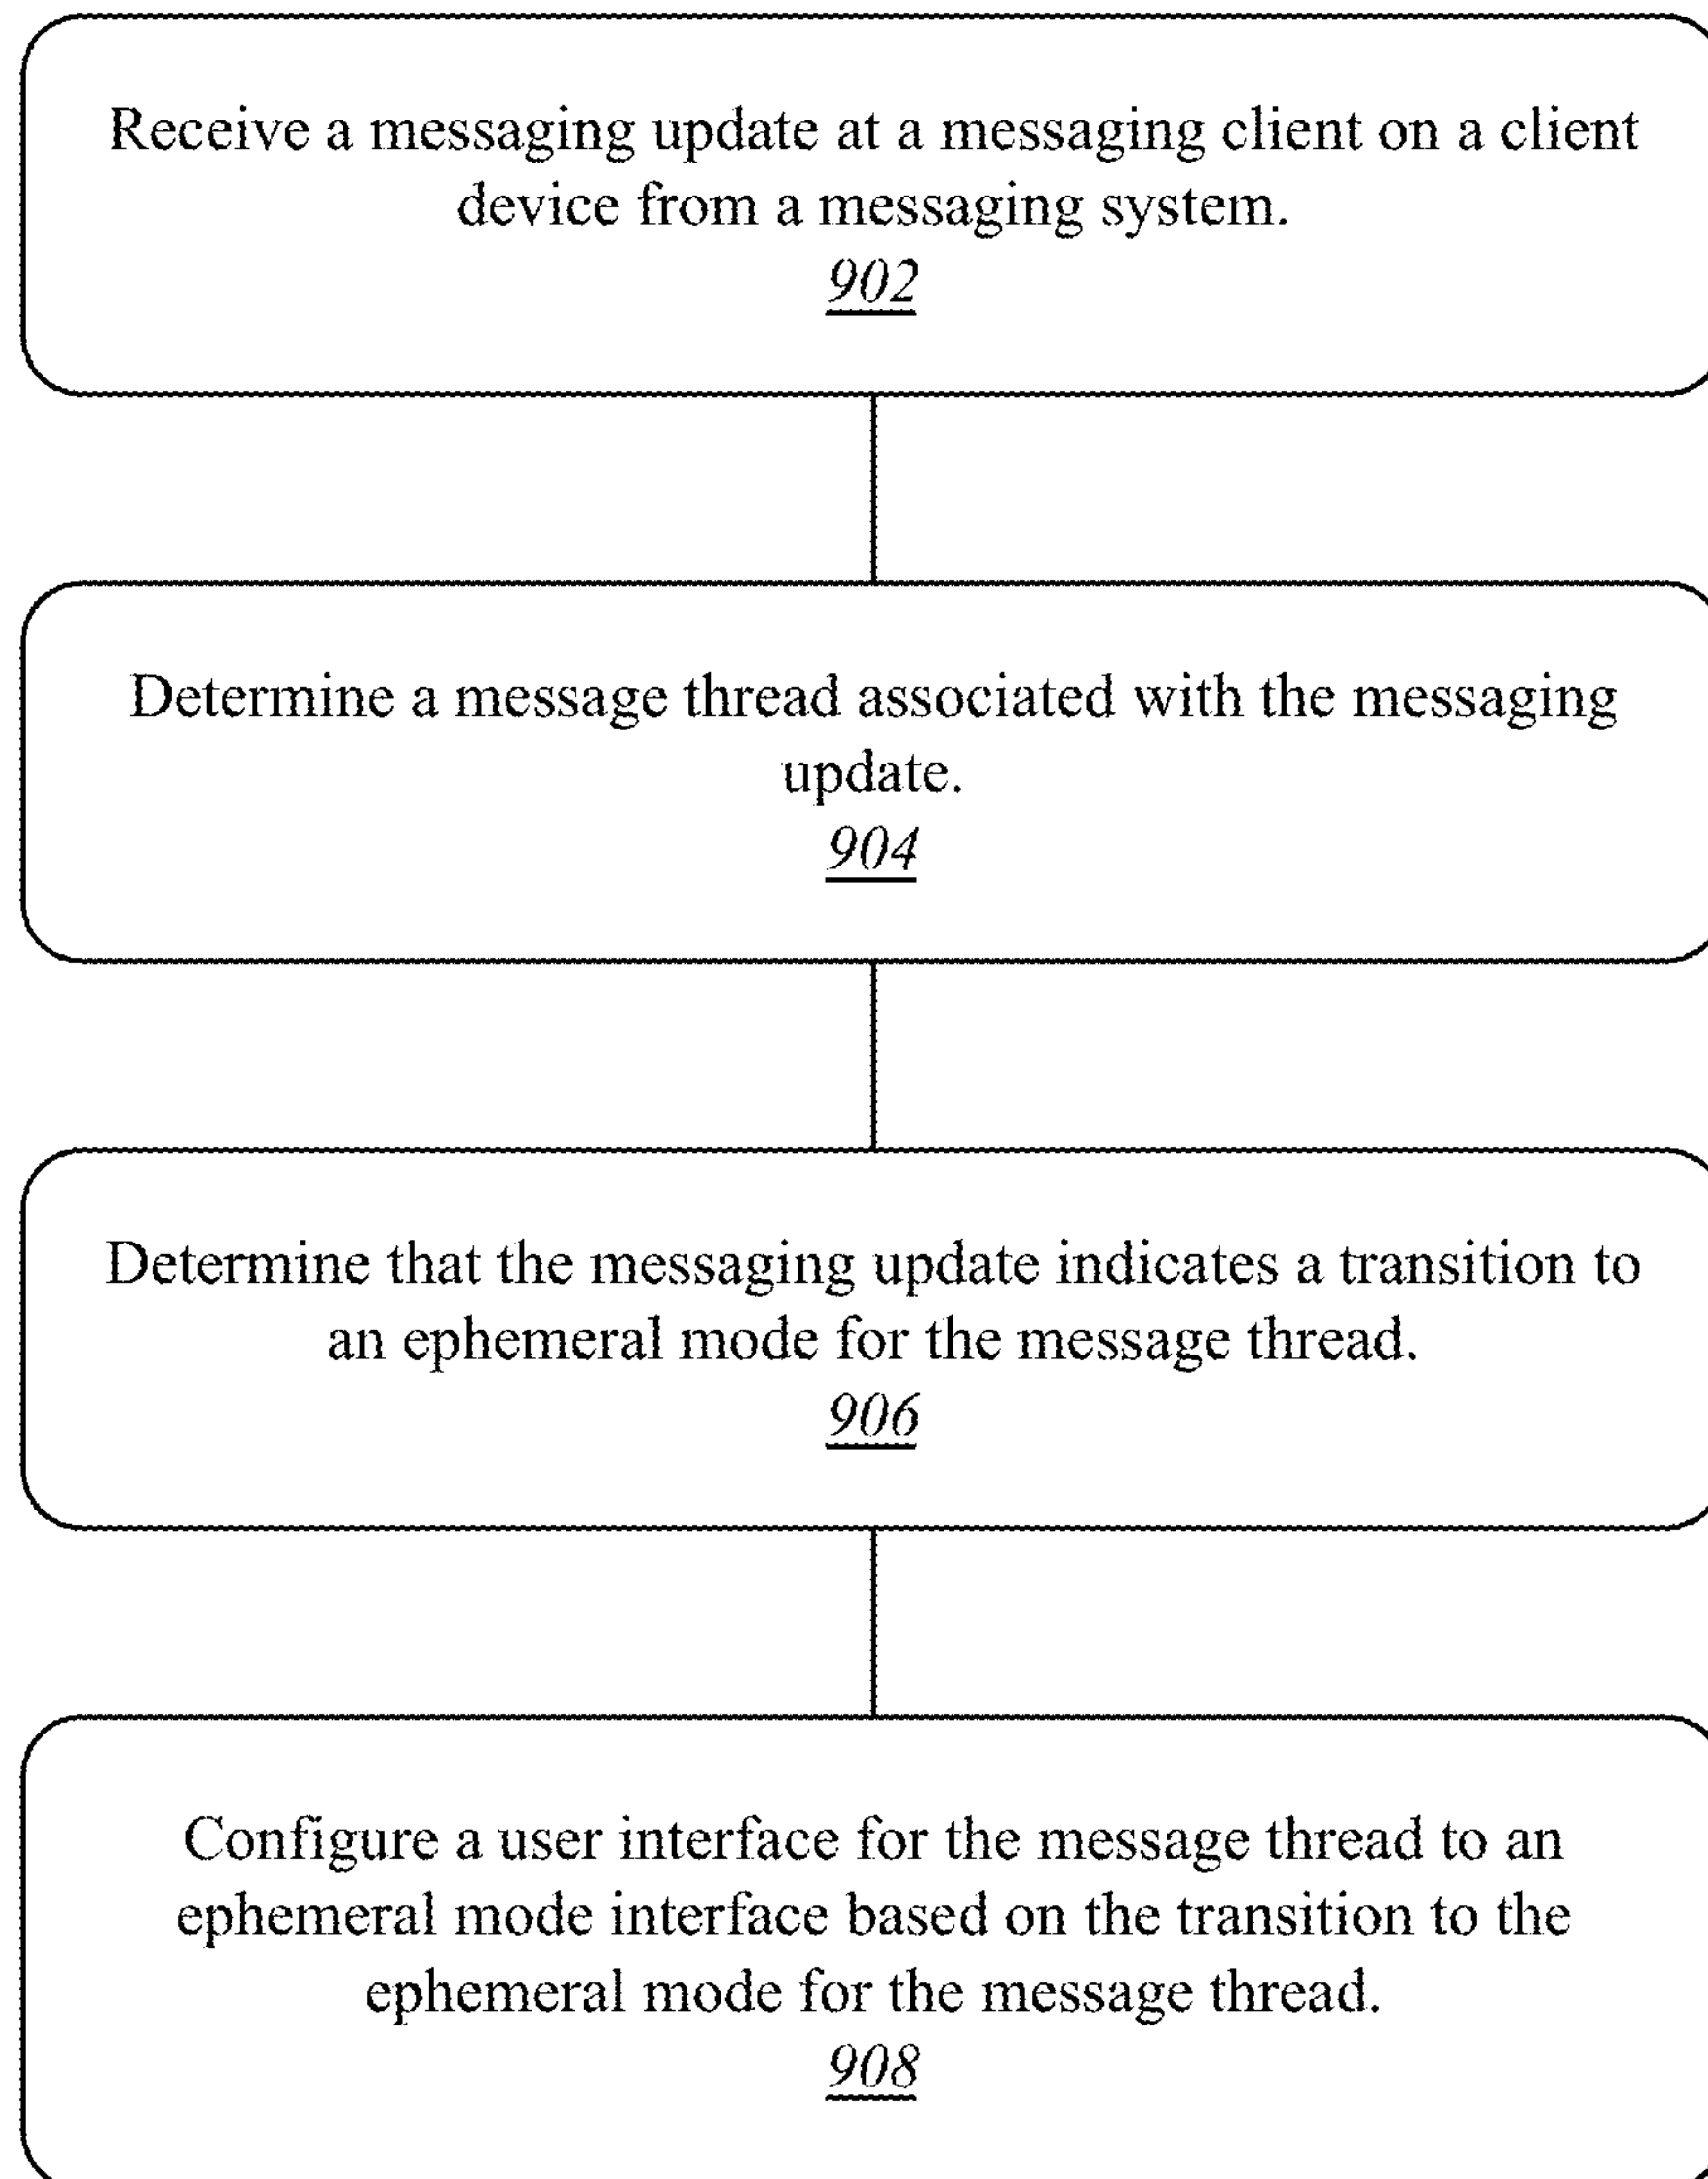 Receive a messaging update at a messaging client on a client
device from a messaging system.
902
Determine a message thread associated with the messaging
update.
904
Determine that the messaging update indicates a transition to
an ephemeral mode for the message thread.
906
Configure a user interface for the message thread to an
ephemeral mode interface based on the transition to the
ephemeral mode for the message thread.
908